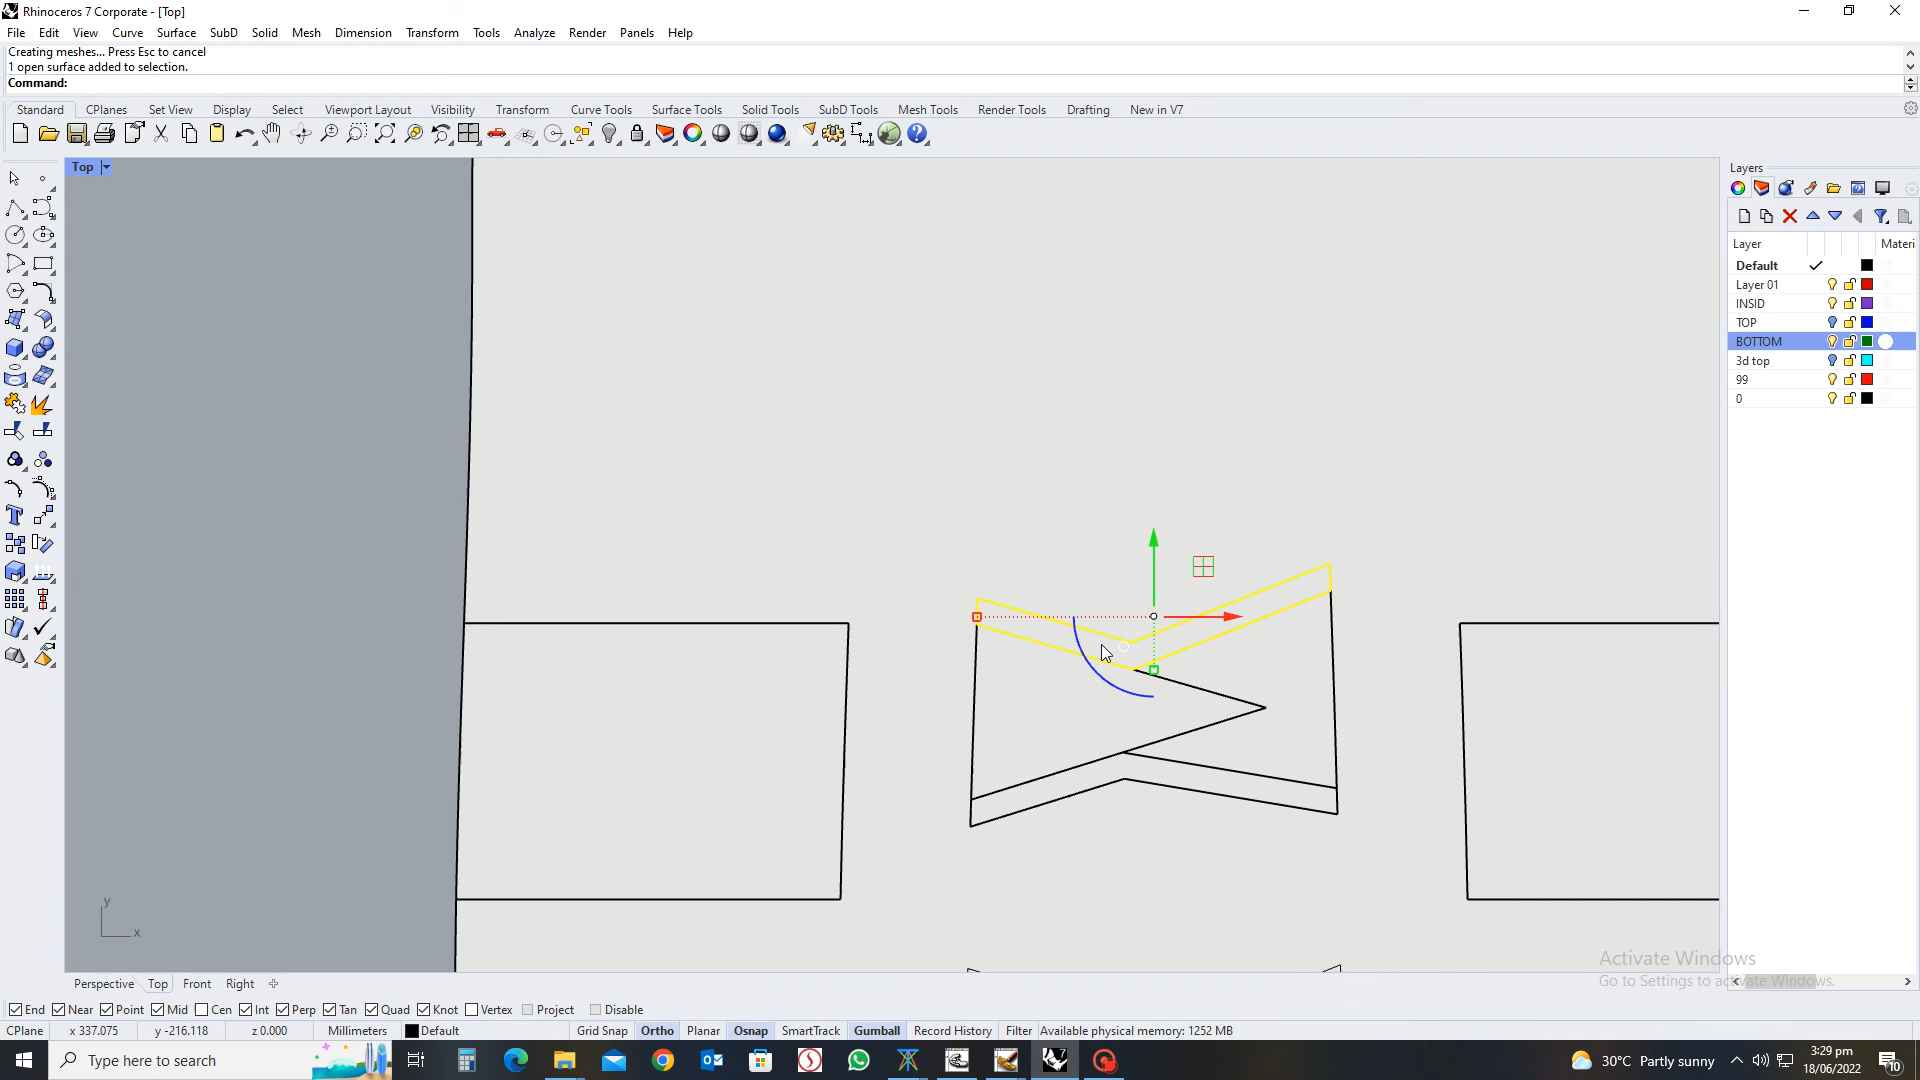 Rhinoceros 7 Corporate - [Top]
File Edit View Curve Surface SubD Solid Mesh Dimension Transform Tools Analyze Render Panels Help
Creating meshes... Press Esc to cancel
1 open surface added to selection.
Command:
Standard CPlanes Set View Display Select Viewport Layout Visibility Transform Curve Tools Surface Tools Solid Tools SubD Tools Mesh Tools Render Tools Drafting New in V7
Top
Layers
Layer Materi
Default
Layer 01
INSID
TOP
BOTTOM
3d top
99
0
y
x
Activate Windows
Go to Settings to activate Windows.
Perspective Top Front Right
End Near Point Mid Cen Int Perp Tan Quad Knot Vertex Project Disable
CPlane x 337.075 y -216.118 z 0.000 Millimeters Default Grid Snap Ortho Planar Osnap SmartTrack Gumball Record History Filter Available physical memory: 1252 MB
Type here to search
30°C Partly sunny
3:29 pm
18/06/2022
10